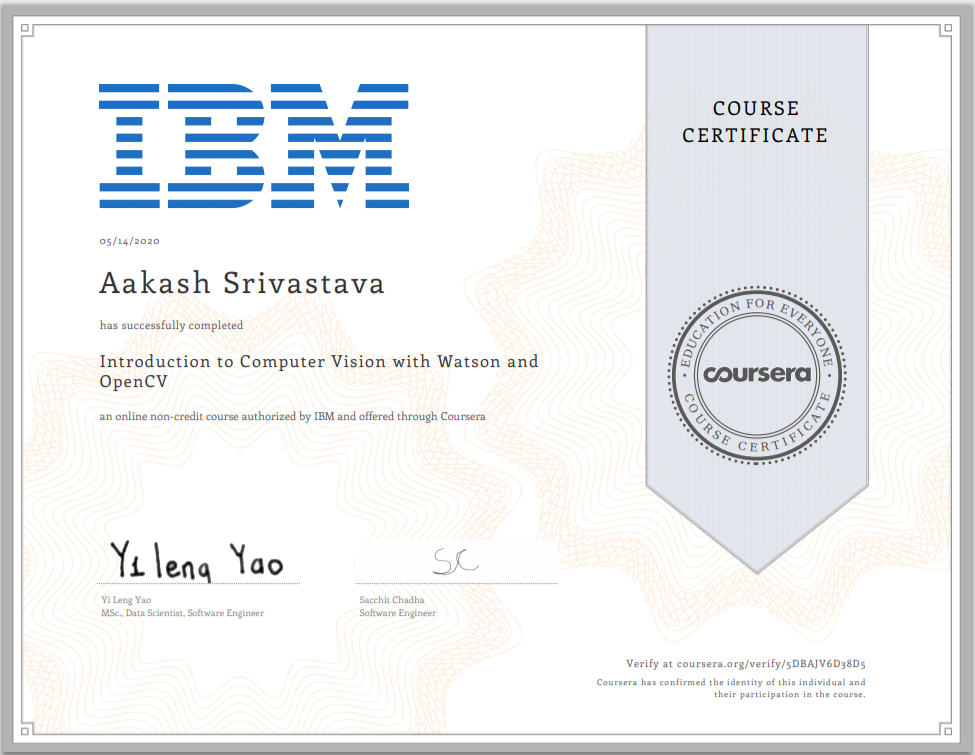 IBM
COURSE
CERTIFICATE
05/14/2020
Aakash Srivastava
has successfully completed
Introduction to Computer Vision with Watson and
OpenCV
an online non-credit course authorized by IBM and offered through Coursera
EDUCATION FOR EVERYONE
coursera
COURSE CERTIFICATE
Yi leng Yao
SC
Yi Leng Yao
MSc., Data Scientist, Software Engineer
Sacchit Chadha
Software Engineer
Verify at coursera.org/verify/5DBAJV6D38D5
Coursera has confirmed the identity of this individual and
their participation in the course.